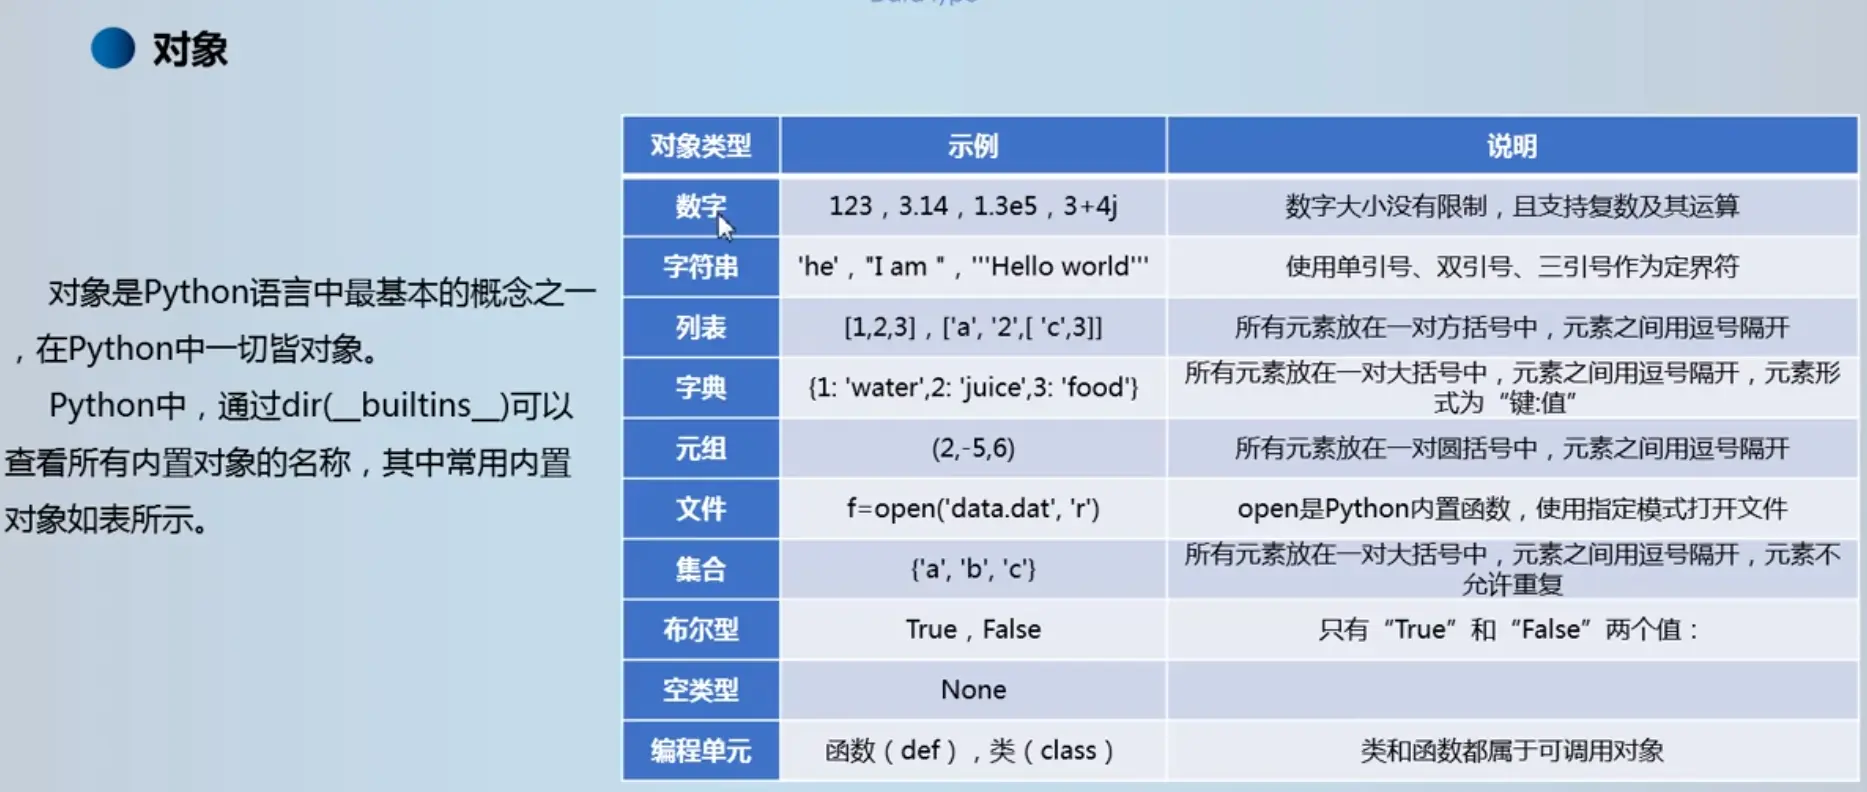 对象
对象是Python语言中最基本的概念之一
，在Python中一切皆对象。
Python中，通过dir(__builtins__)可以
查看所有内置对象的名称，其中常用内置
对象如表所示。
对象类型 示例 说明
数字 123，3.14，1.3e5，3+4j 数字大小没有限制，且支持复数及其运算
字符串 'he'，"I am "，'''Hello world''' 使用单引号、双引号、三引号作为定界符
列表 [1,2,3]，['a', '2',[ 'c',3]] 所有元素放在一对方括号中，元素之间用逗号隔开
字典 {1: 'water',2: 'juice',3: 'food'} 所有元素放在一对大括号中，元素之间用逗号隔开，元素形
式为“键:值”
元组 (2,-5,6) 所有元素放在一对圆括号中，元素之间用逗号隔开
文件 f=open('data.dat', 'r') open是Python内置函数，使用指定模式打开文件
集合 {'a', 'b', 'c'} 所有元素放在一对大括号中，元素之间用逗号隔开，元素不
允许重复
布尔型 True，False 只有“True”和“False”两个值：
空类型 None
编程单元 函数（def），类（class） 类和函数都属于可调用对象